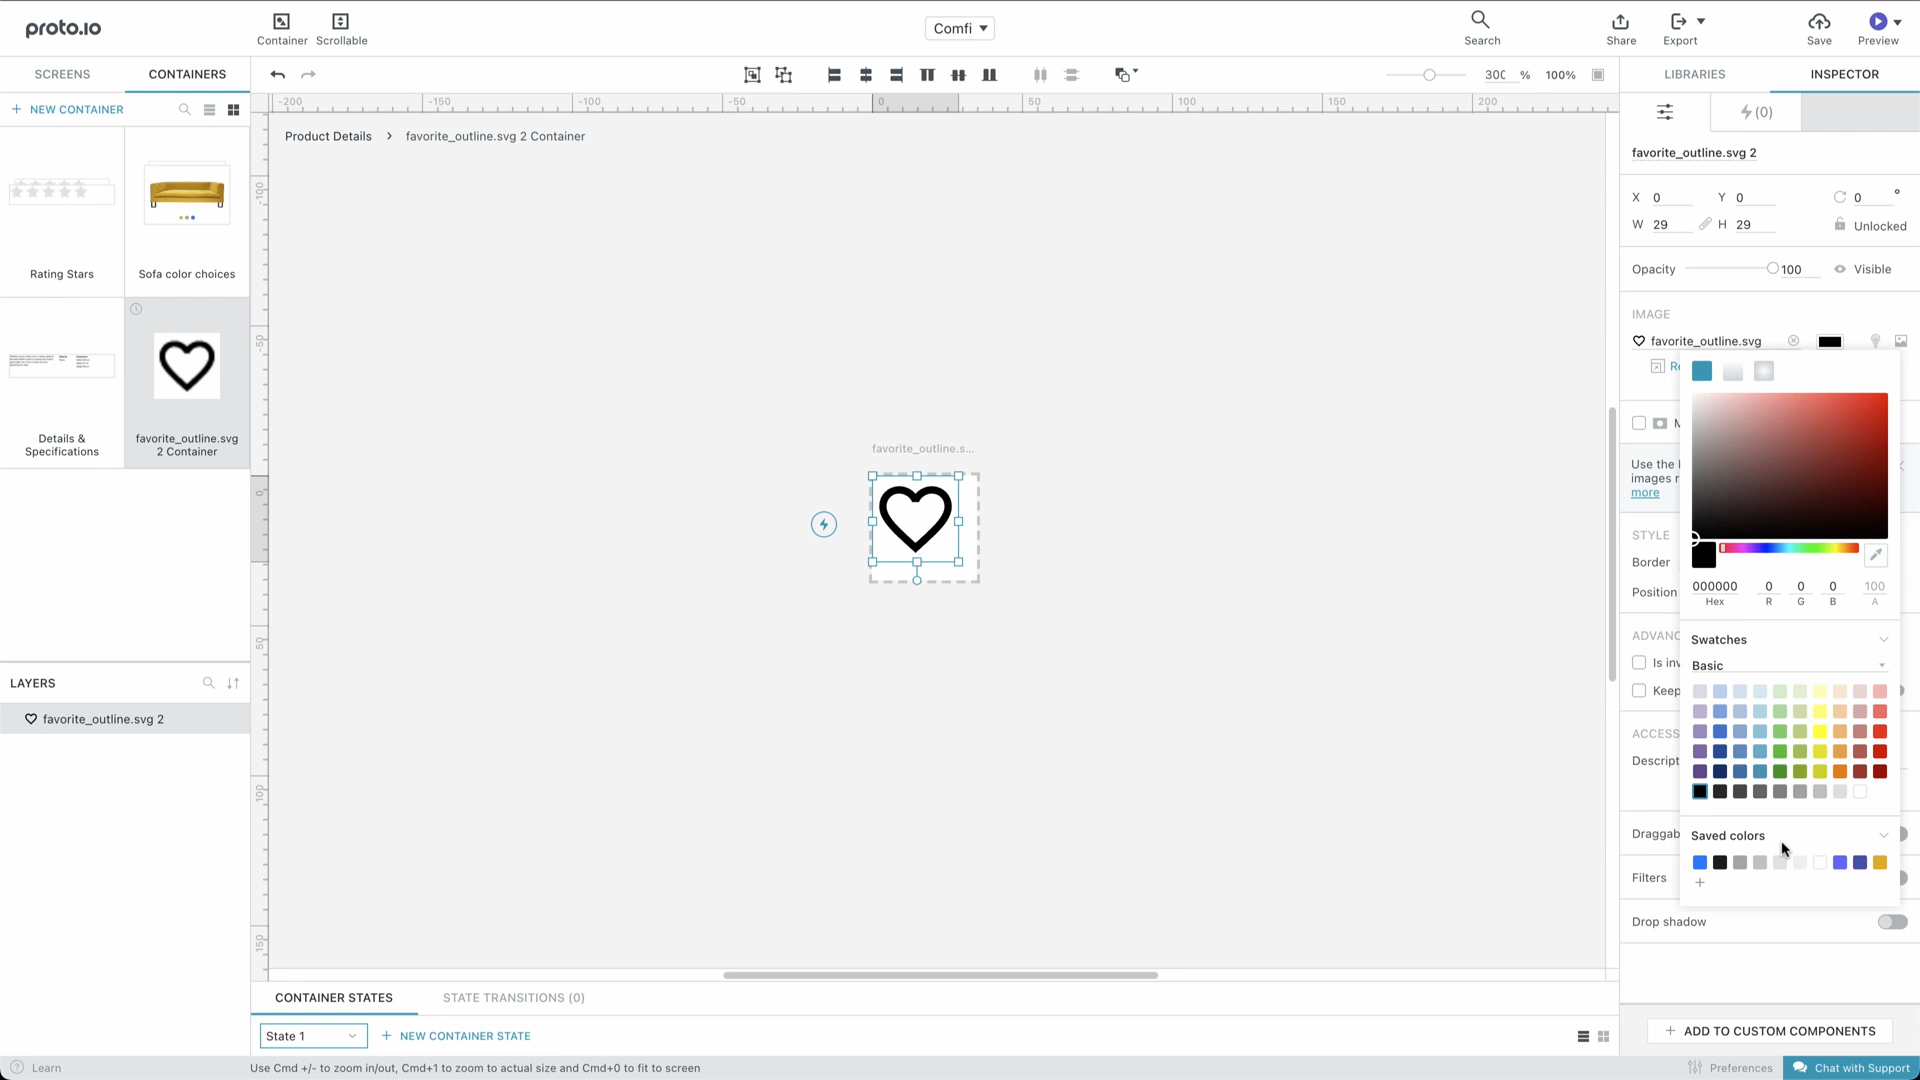 proto.io
Container
Scrollable
Comfi
Search
Share
Export
Save
Preview
SCREENS
CONTAINERS
300 %
100%
LIBRARIES
INSPECTOR
+ NEW CONTAINER
-200 -150 -100 -50 0 50 100 150 200
(0)
Product Details > favorite_outline.svg 2 Container
favorite_outline.svg 2
X 0 Y 0 0 °
W 29 H 29 Unlocked
Opacity 100 Visible
Rating Stars
Sofa color choices
IMAGE
favorite_outline.svg
Details &
Specifications
favorite_outline.svg
2 Container
-100
-50
0
50
100
150
favorite_outline.s...
Use the
images
more
STYLE
Border
Position
000000 0 0 0 100
Hex R G B A
Swatches
Basic
ADVANC
Is inv
Keep
ACCESS
Descript
Saved colors
Draggab
Filters
Drop shadow
LAYERS
favorite_outline.svg 2
CONTAINER STATES
STATE TRANSITIONS (0)
State 1
+ NEW CONTAINER STATE
+ ADD TO CUSTOM COMPONENTS
? Learn
Use Cmd +/- to zoom in/out, Cmd+1 to zoom to actual size and Cmd+0 to fit to screen
Preferences
Chat with Support